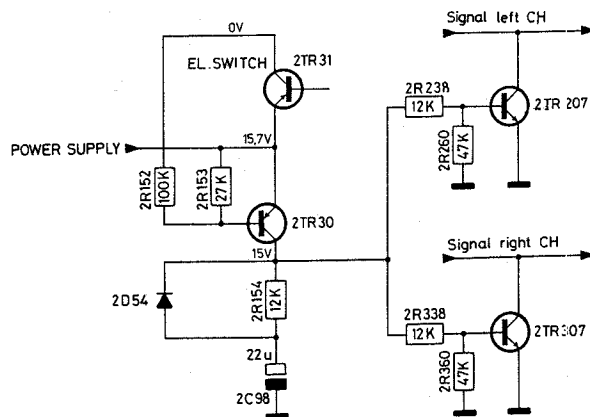 Signal left CH
0V
2TR31
EL. SWITCH
2R238
12K
2TR207
2R260
47K
15,7V
POWER SUPPLY
2R152
100K
2R153
27K
2TR30
15V
Signal right CH
2D54
2R154
12K
2R338
12K
2TR307
2R360
47K
22u
2C98